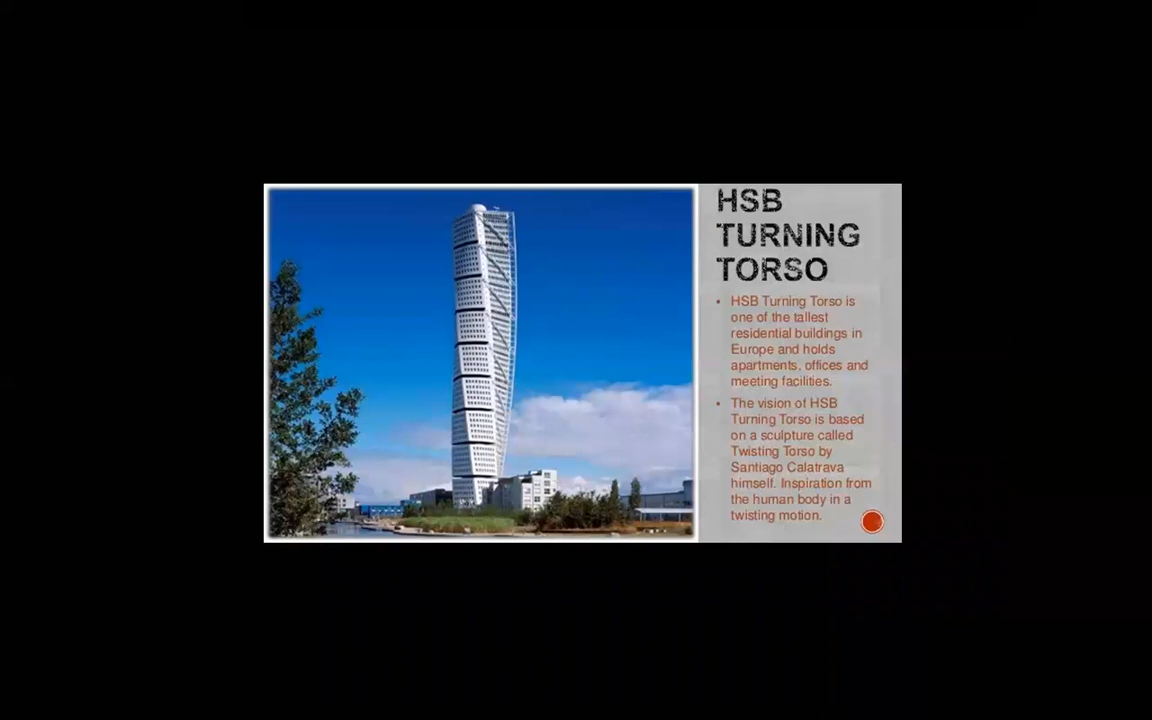 HSB
TURNING
TORSO
▪ HSB Turning Torso is
one of the tallest
residential buildings in
Europe and holds
apartments, offices and
meeting facilities.
▪ The vision of HSB
Turning Torso is based
on a sculpture called
Twisting Torso by
Santiago Calatrava
himself. Inspiration from
the human body in a
twisting motion.